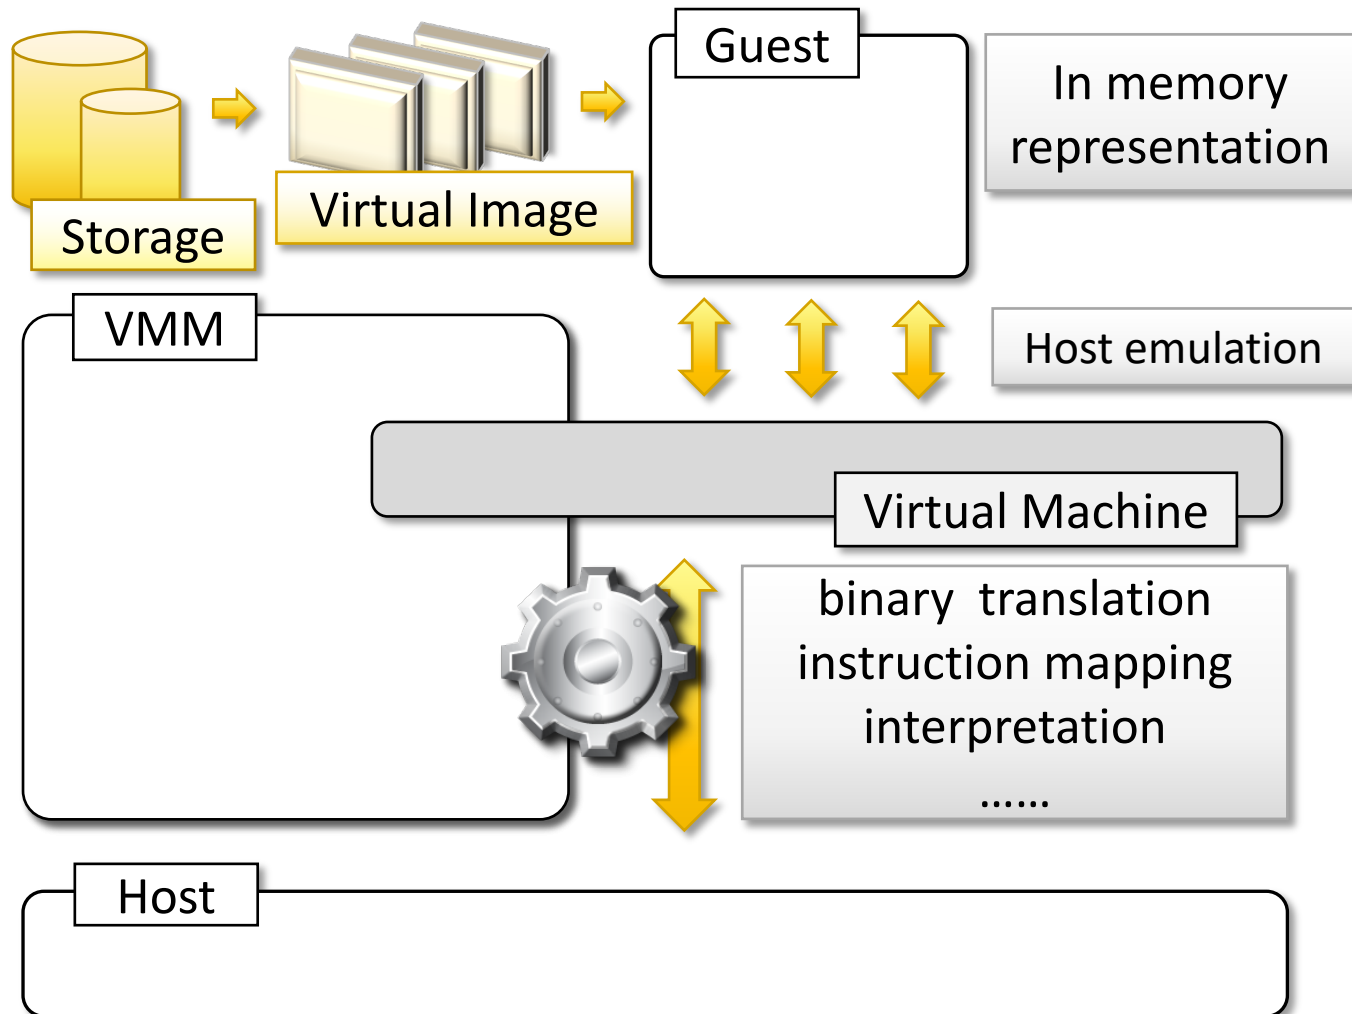 Guest
In memory
representation
Virtual Image
Storage
VMM
Host emulation
Virtual Machine
binary  translation
instruction mapping
interpretation
......
Host